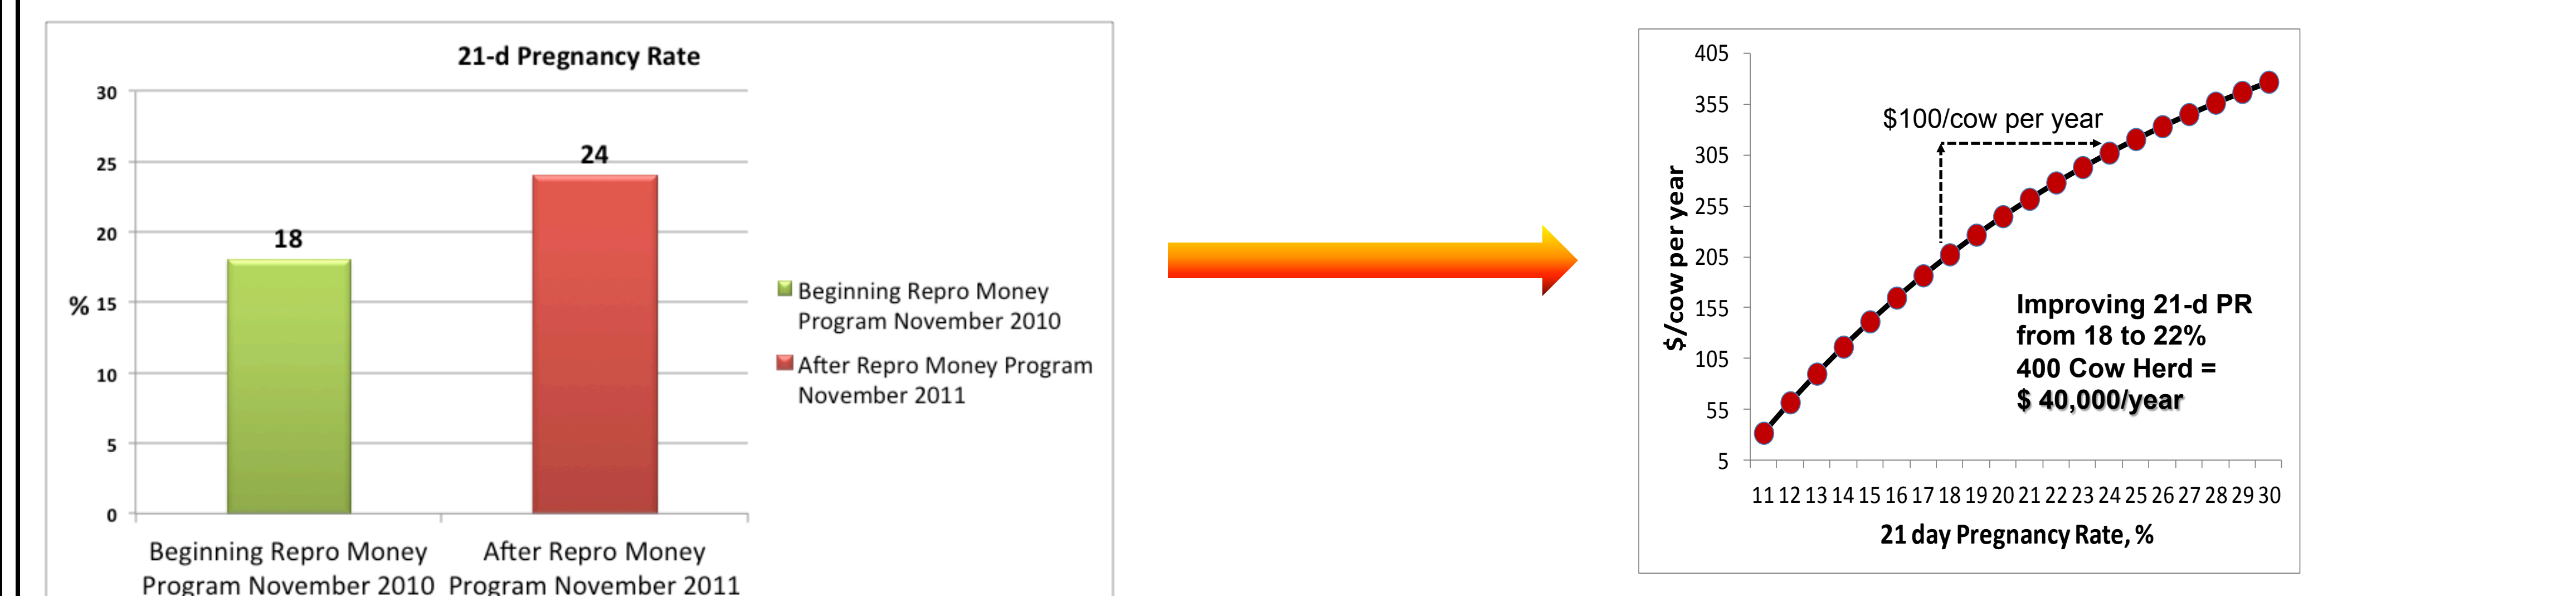 21-d Pregnancy Rate
30
25
20
% 15
10
5
0
18
24
Beginning Repro Money
Program November 2010
After Repro Money
Program November 2011
Beginning Repro Money
Program November 2010
After Repro Money Program
November 2011
405
355
305
255
205
155
105
55
5
$/cow per year
$100/cow per year
Improving 21-d PR
from 18 to 22%
400 Cow Herd =
$ 40,000/year
11 12 13 14 15 16 17 18 19 20 21 22 23 24 25 26 27 28 29 30
21 day Pregnancy Rate, %